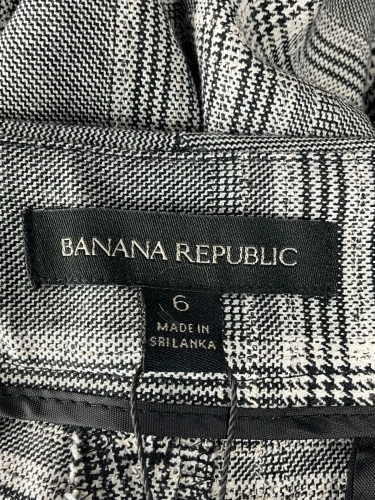 BANANA REPUBLIC
6
MADE IN
SRI LANKA